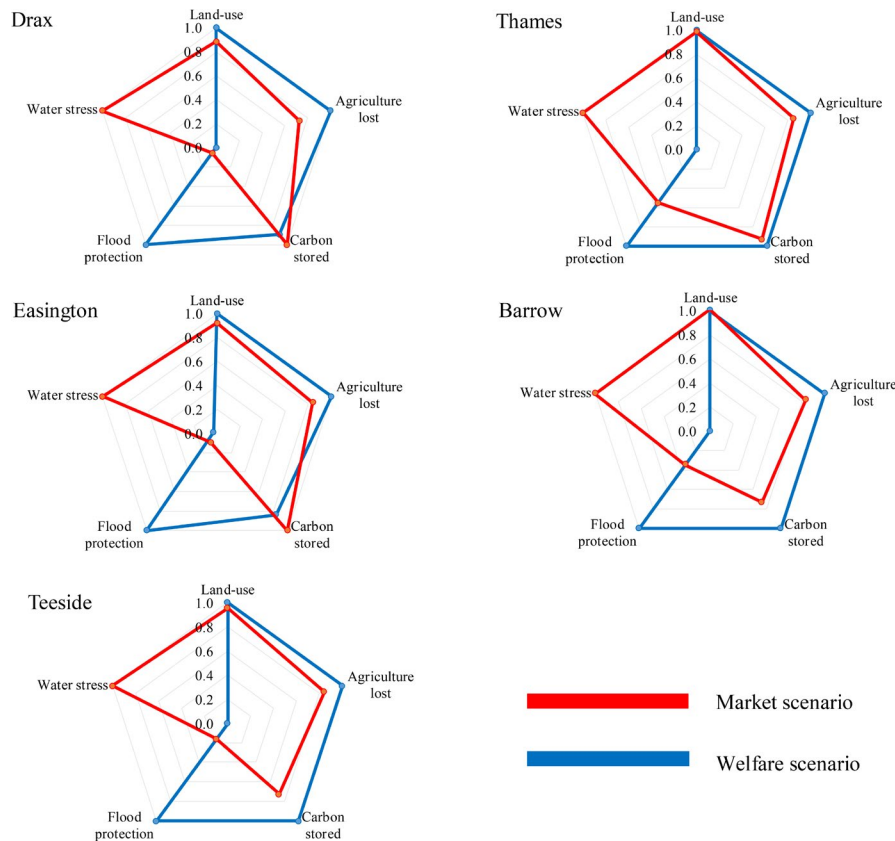 Drax
Land-use
1.0
0.8
0.6
0.4
0.2
0.0
Water stress
Agriculture
lost
Flood
protection
Carbon
stored
Thames
Land-use
1.0
0.8
0.6
0.4
0.2
0.0
Water stress
Agriculture
lost
Flood
protection
Carbon
stored
Easington
Land-use
1.0
0.8
0.6
0.4
0.2
0.0
Water stress
Agriculture
lost
Flood
protection
Carbon
stored
Barrow
Land-use
1.0
0.8
0.6
0.4
0.2
0.0
Water stress
Agriculture
lost
Flood
protection
Carbon
stored
Teeside
Land-use
1.0
0.8
0.6
0.4
0.2
0.0
Water stress
Agriculture
lost
Flood
protection
Carbon
stored
Market scenario
Welfare scenario